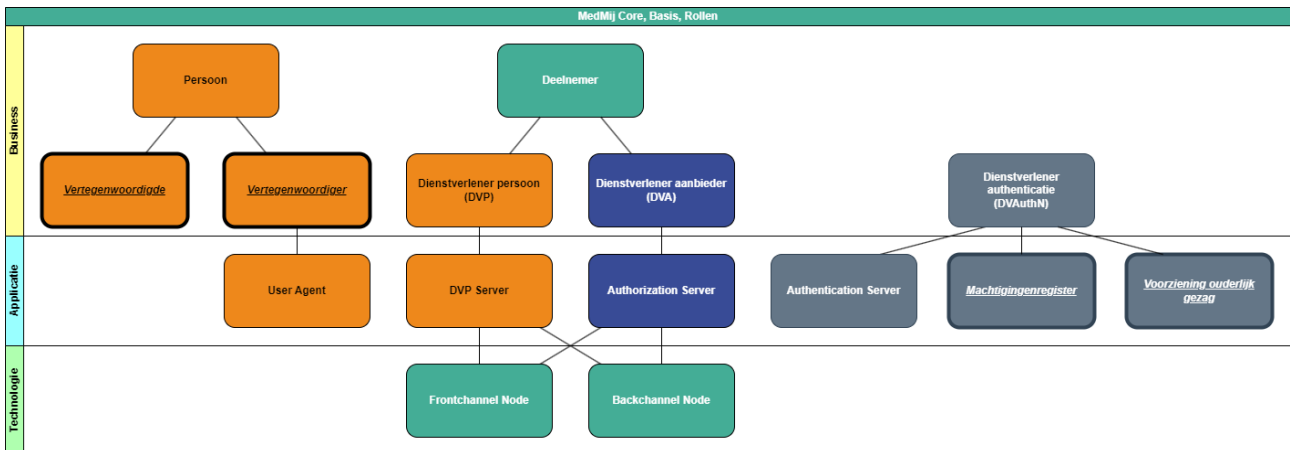 MedMij Core, Basis, Rollen
Business
Persoon
Deelnemer
Vertegenwoordigde
Vertegenwoordiger
Dienstverlener persoon
(DVP)
Dienstverlener aanbieder
(DVA)
Dienstverlener
authenticatie
(DVAuthN)
Applicatie
User Agent
DVP Server
Authorization Server
Authentication Server
Machtigingenregister
Voorziening ouderlijk
gezag
Technologie
Frontchannel Node
Backchannel Node